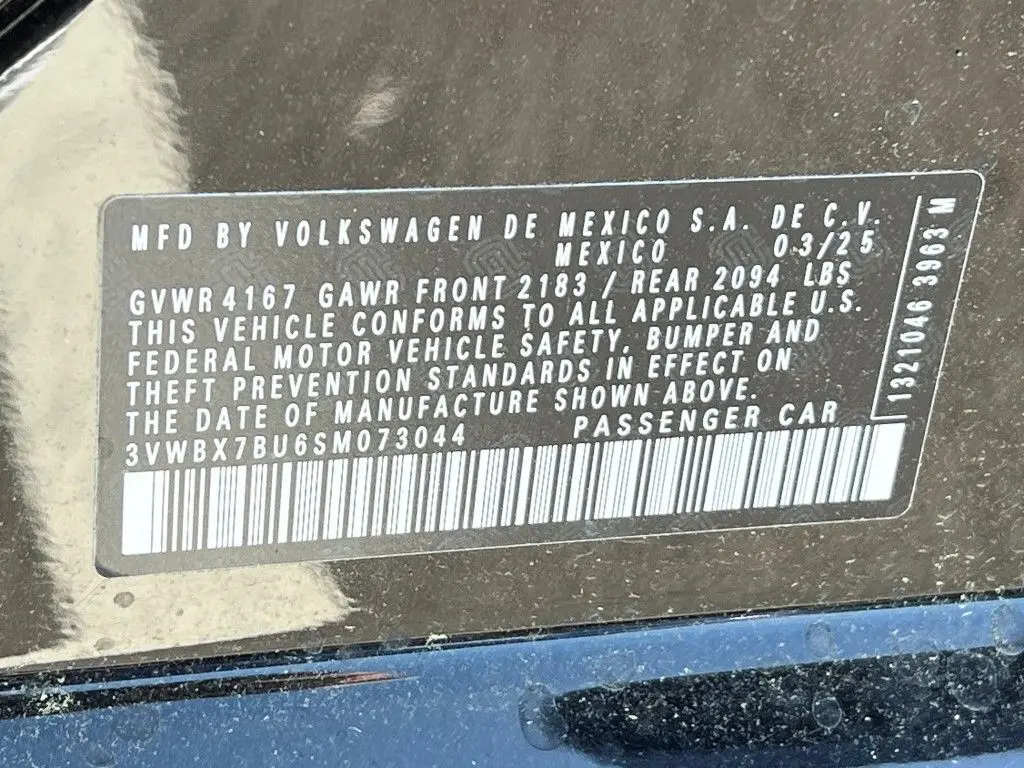 MFD BY VOLKSWAGEN DE MEXICO S.A. DE C.V.
MEXICO 03/25
GVWR 4167 GAWR FRONT 2183 / REAR 2094 LBS
THIS VEHICLE CONFORMS TO ALL APPLICABLE U.S.
FEDERAL MOTOR VEHICLE SAFETY, BUMPER AND
THEFT PREVENTION STANDARDS IN EFFECT ON
THE DATE OF MANUFACTURE SHOWN ABOVE.
3VWBX7BU6SM073044 PASSENGER CAR
1321046 3963 M